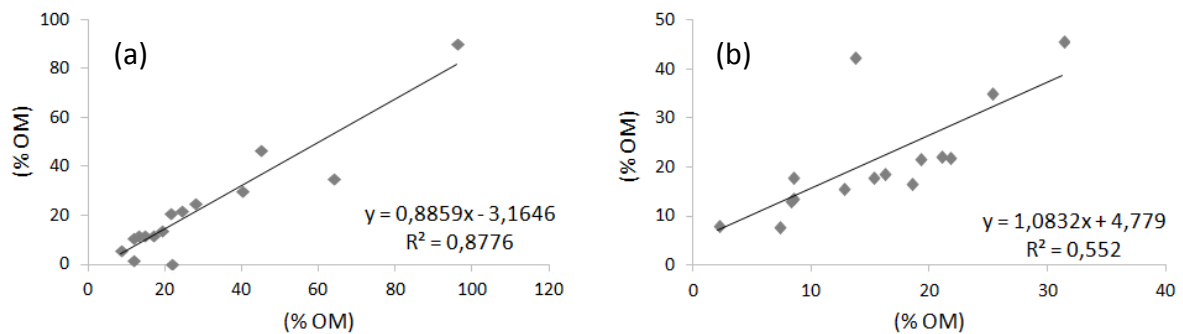 (a)
(% OM)
100
80
60
40
20
0
y = 0,8859x - 3,1646
R² = 0,8776
0 20 40 60 80 100 120
(% OM)
(b)
(% OM)
50
40
30
20
10
0
y = 1,0832x + 4,779
R² = 0,552
0 10 20 30 40
(% OM)